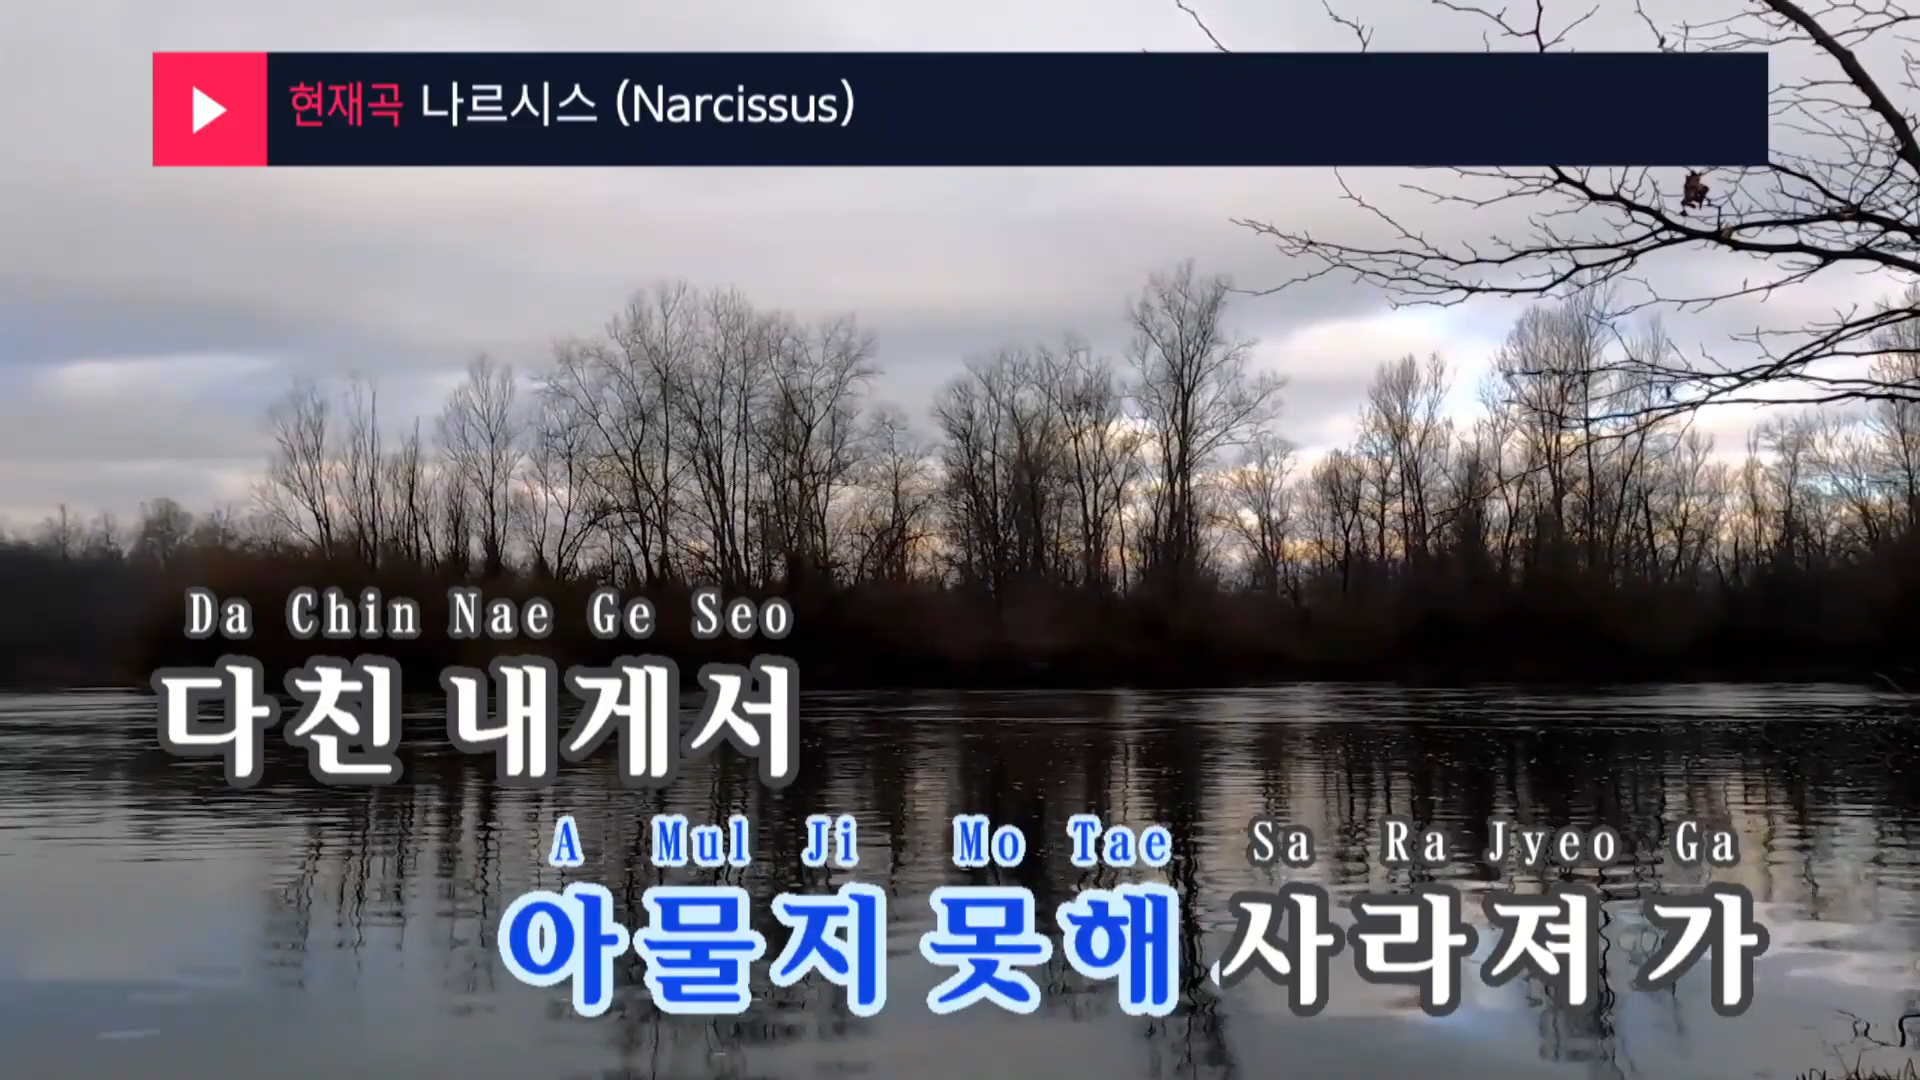 현재곡 나르시스 (Narcissus)
Da Chin Nae Ge Seo
다친 내게서
A Mul Ji Mo Tae Sa Ra Jyeo Ga
아물지 못해 사라져 가